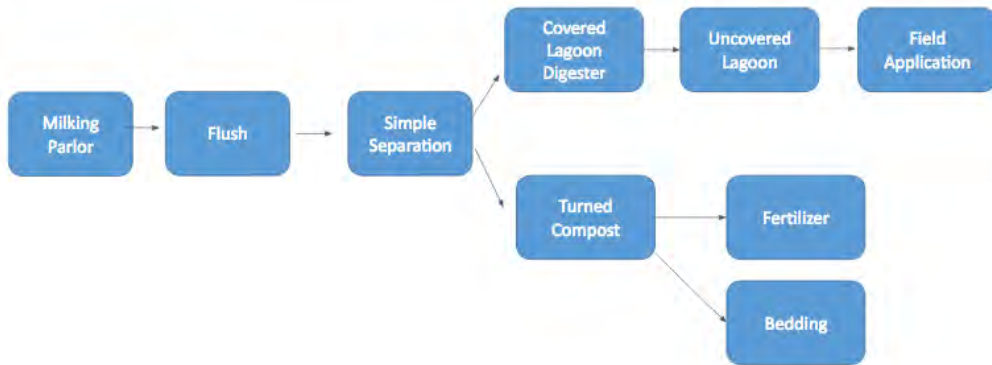 Milking
Parlor
Flush
Simple
Separation
Covered
Lagoon
Digester
Uncovered
Lagoon
Field
Application
Turned
Compost
Fertilizer
Bedding